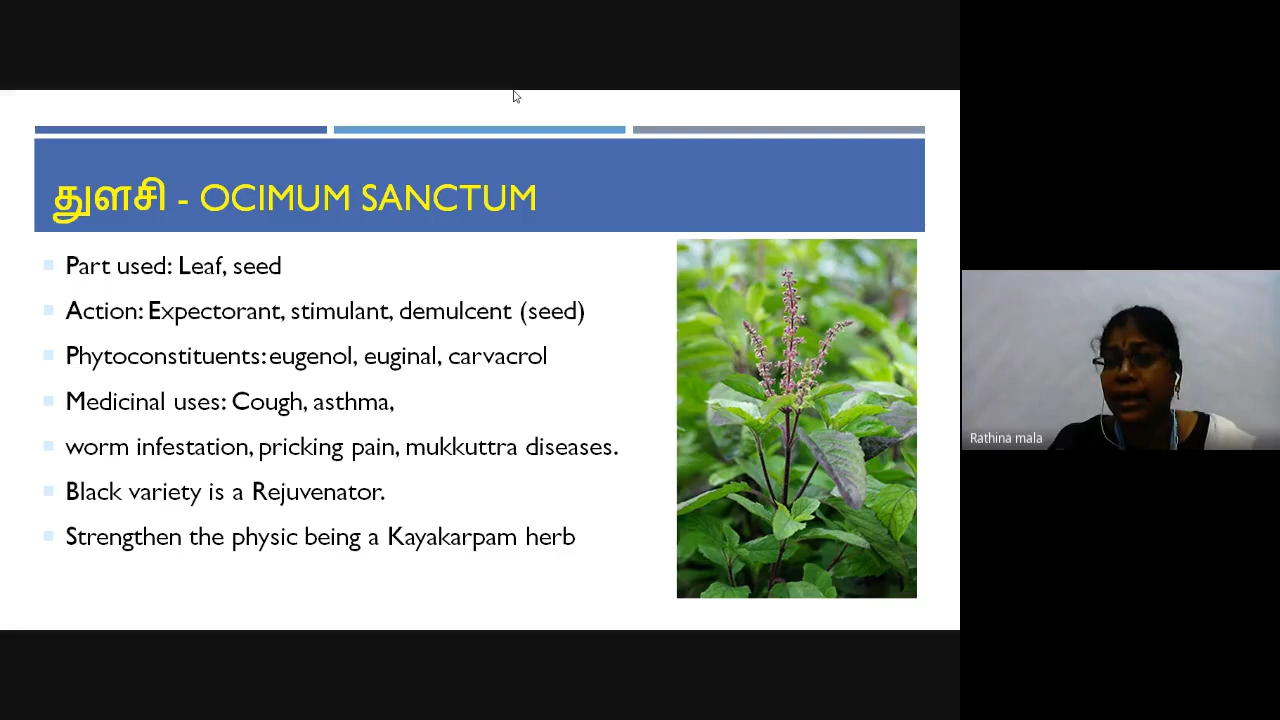 துளசி - OCIMUM SANCTUM
Part used: Leaf, seed
Action: Expectorant, stimulant, demulcent (seed)
Phytoconstituents: eugenol, euginal, carvacrol
Medicinal uses: Cough, asthma,
worm infestation, pricking pain, mukkuttra diseases.
Black variety is a Rejuvenator.
Strengthen the physic being a Kayakarpam herb
Rathina mala